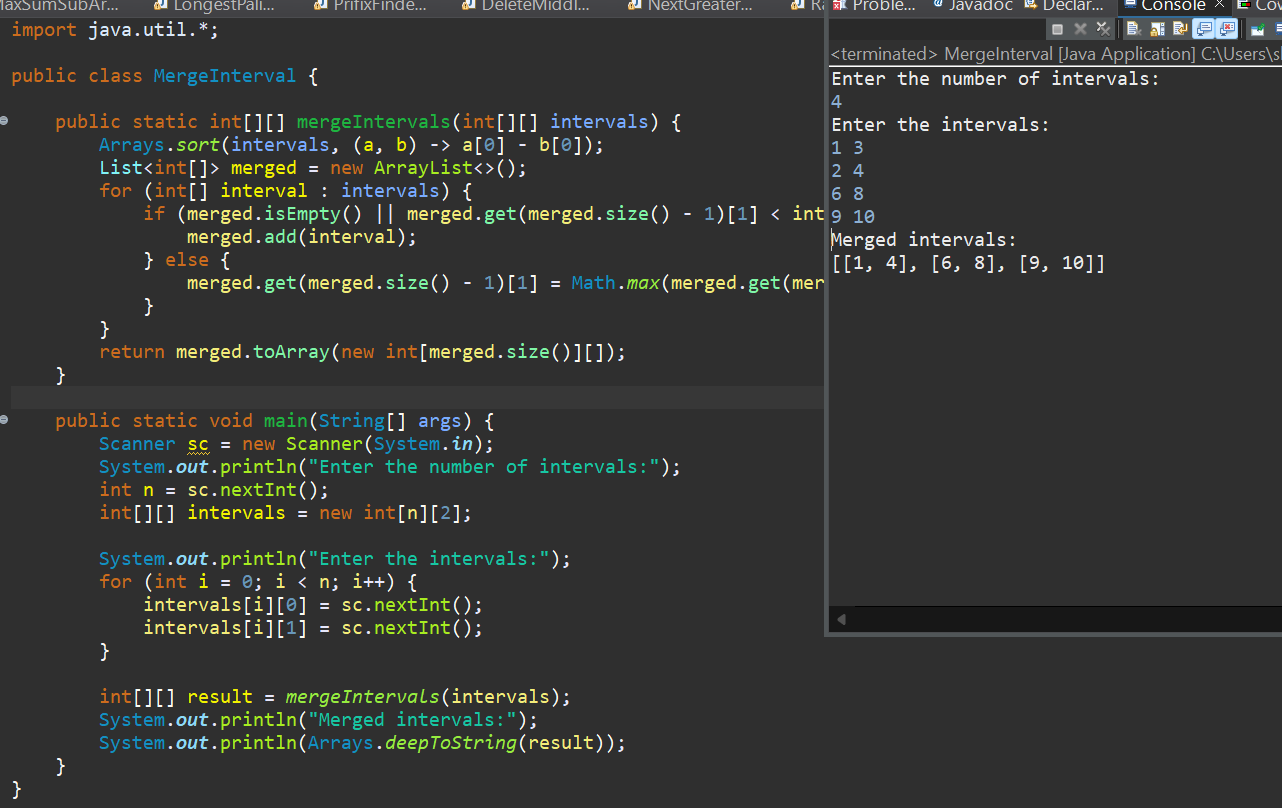 LongestPali...
PrifixFinde...
DeleteMiddl...
NextGreater...
import java.util.*;
public class MergeInterval {
public static int[][] mergeIntervals(int[][] intervals) {
Arrays.sort(intervals, (a, b) -> a[0] - b[0]);
List<int[]> merged = new ArrayList<>();
for (int[] interval : intervals) {
if (merged.isEmpty() || merged.get(merged.size() - 1)[1] < int
merged.add(interval);
} else {
merged.get(merged.size() - 1)[1] = Math.max(merged.get(mer
}
}
return merged.toArray(new int[merged.size()][]);
}
public static void main(String[] args) {
Scanner sc = new Scanner(System.in);
System.out.println("Enter the number of intervals:");
int n = sc.nextInt();
int[][] intervals = new int[n][2];
System.out.println("Enter the intervals:");
for (int i = 0; i < n; i++) {
intervals[i][0] = sc.nextInt();
intervals[i][1] = sc.nextInt();
}
int[][] result = mergeIntervals(intervals);
System.out.println("Merged intervals:");
System.out.println(Arrays.deepToString(result));
}
}
Proble...
Javadoc
Declar...
Console
<terminated> MergeInterval [Java Application] C:\Users\s
Enter the number of intervals:
4
Enter the intervals:
1 3
2 4
6 8
9 10
Merged intervals:
[[1, 4], [6, 8], [9, 10]]